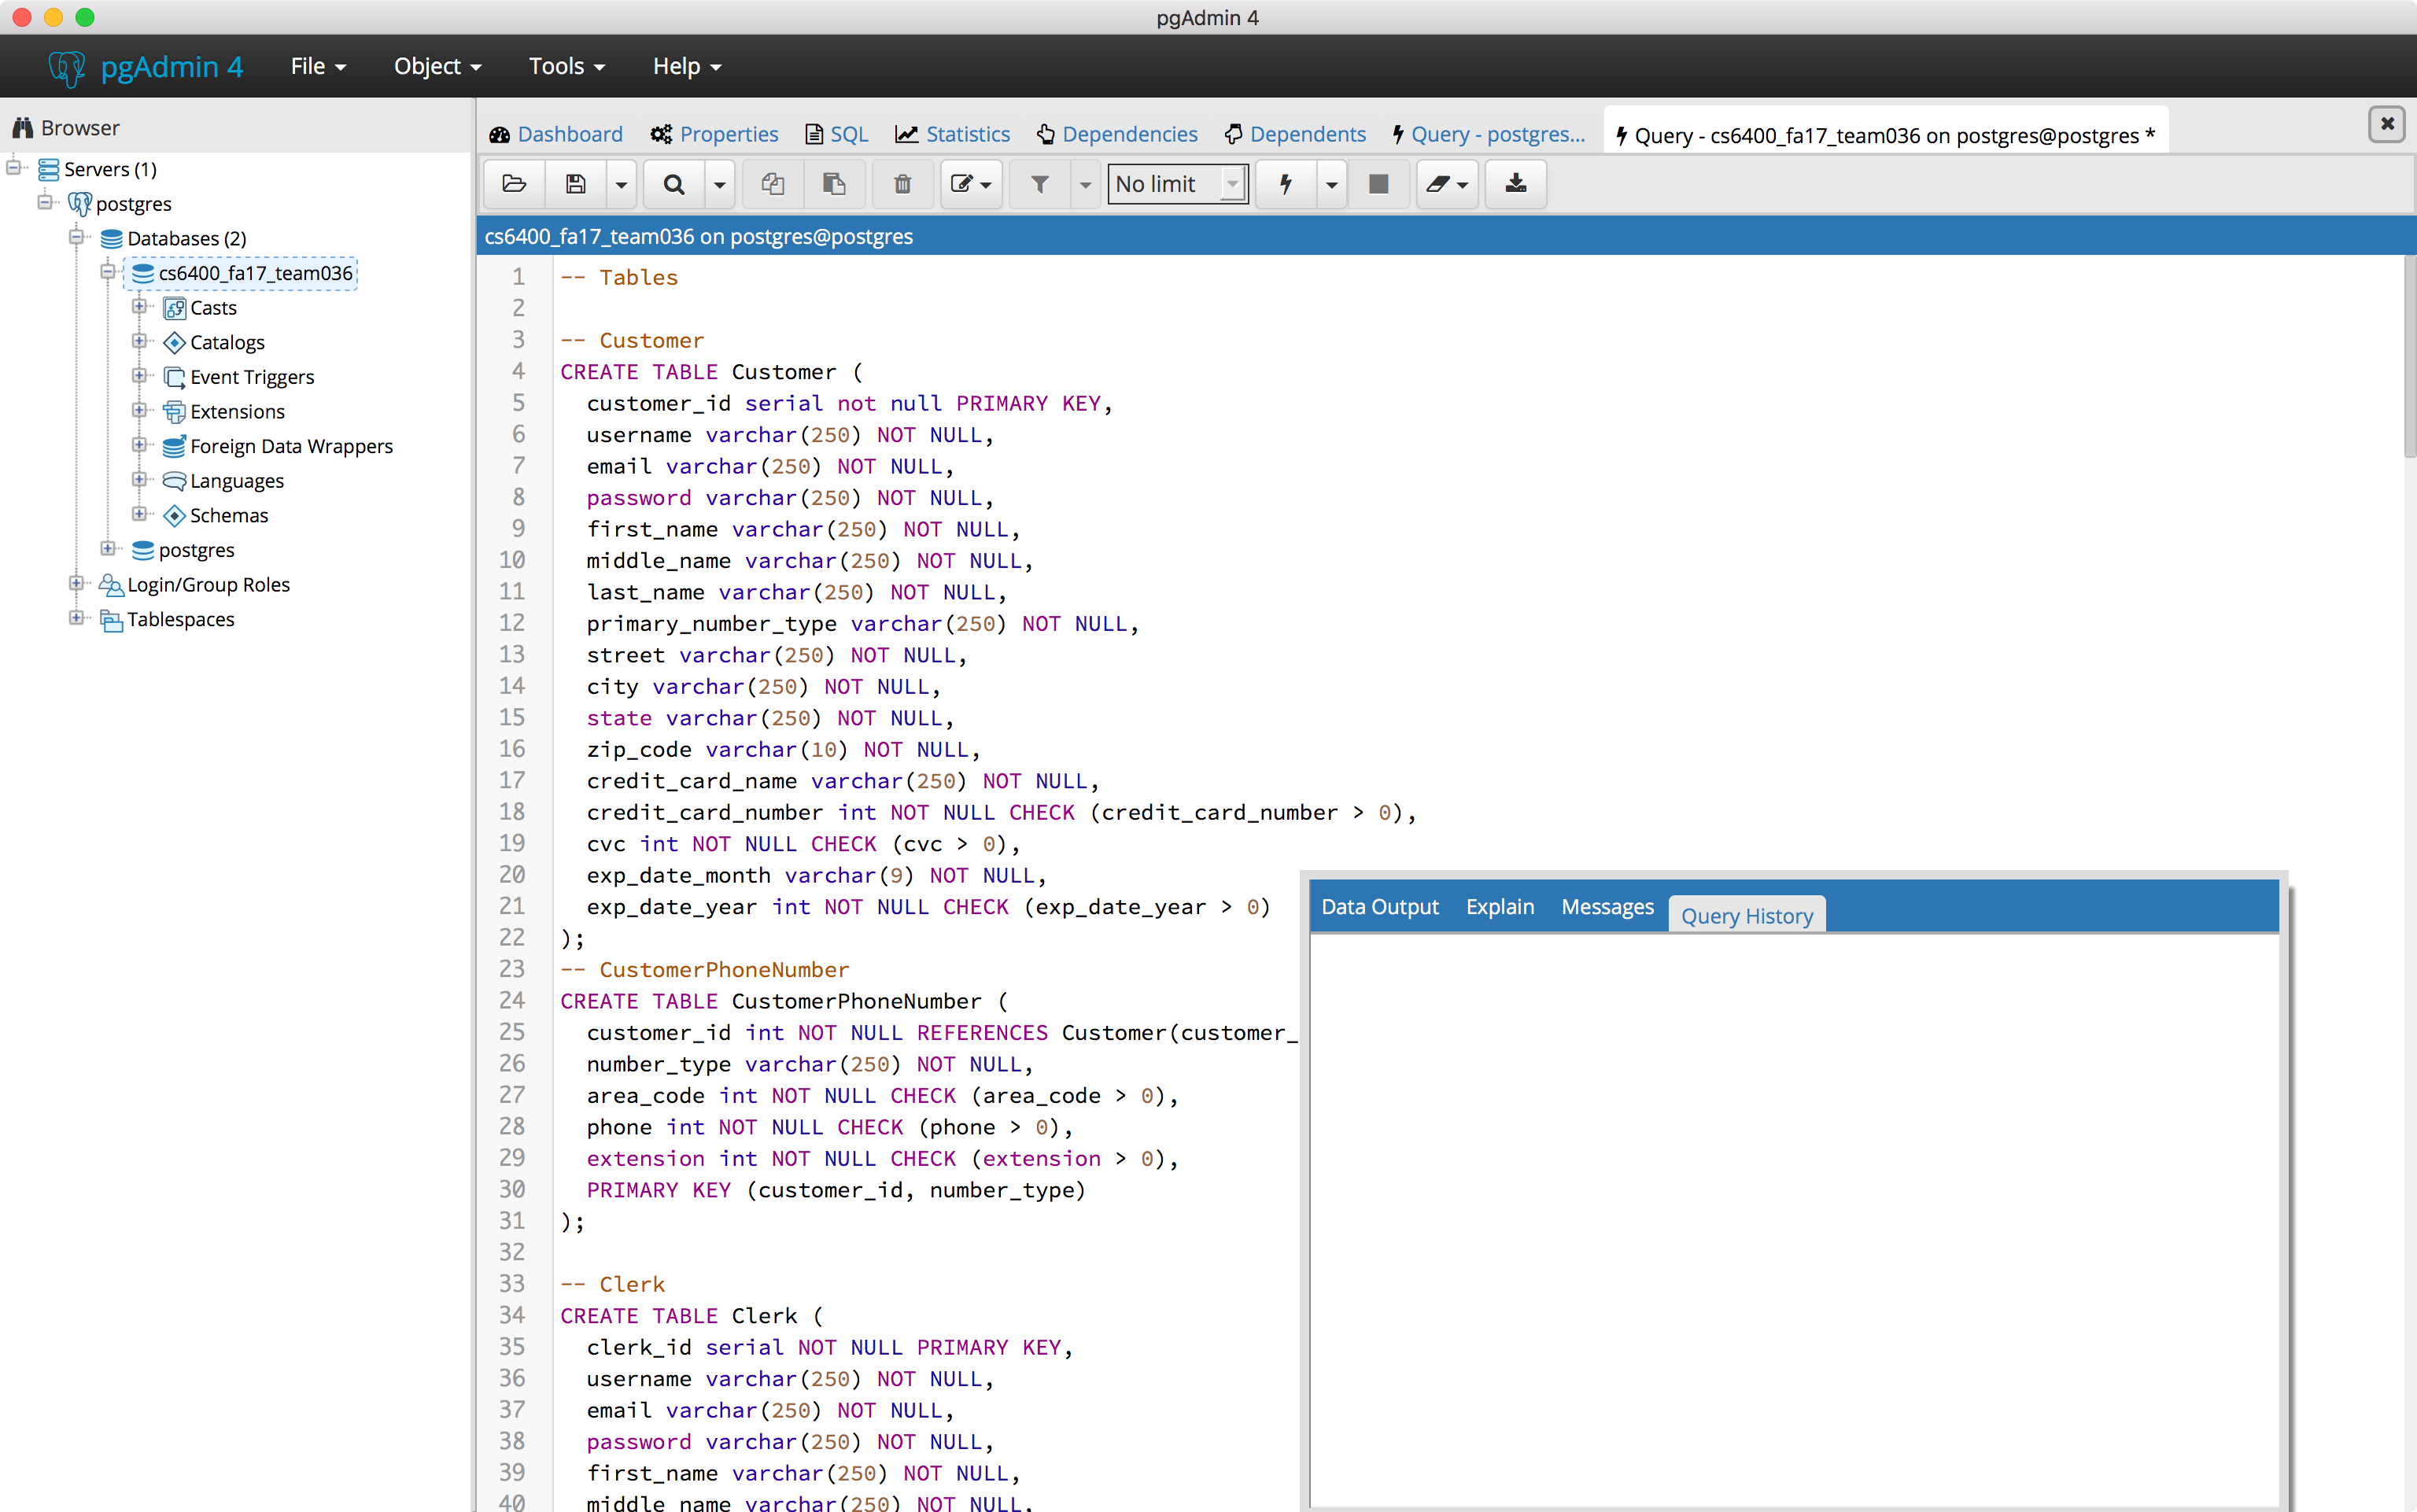 pgAdmin 4
pgAdmin 4 File Object Tools Help
Browser
Servers (1)
postgres
Databases (2)
cs6400_fa17_team036
Casts
Catalogs
Event Triggers
Extensions
Foreign Data Wrappers
Languages
Schemas
postgres
Login/Group Roles
Tablespaces
Dashboard Properties SQL Statistics Dependencies Dependents Query - postgres... Query - cs6400_fa17_team036 on postgres@postgres *
No limit
cs6400_fa17_team036 on postgres@postgres
1 -- Tables
2
3 -- Customer
4 CREATE TABLE Customer (
5 customer_id serial not null PRIMARY KEY,
6 username varchar(250) NOT NULL,
7 email varchar(250) NOT NULL,
8 password varchar(250) NOT NULL,
9 first_name varchar(250) NOT NULL,
10 middle_name varchar(250) NOT NULL,
11 last_name varchar(250) NOT NULL,
12 primary_number_type varchar(250) NOT NULL,
13 street varchar(250) NOT NULL,
14 city varchar(250) NOT NULL,
15 state varchar(250) NOT NULL,
16 zip_code varchar(10) NOT NULL,
17 credit_card_name varchar(250) NOT NULL,
18 credit_card_number int NOT NULL CHECK (credit_card_number > 0),
19 cvc int NOT NULL CHECK (cvc > 0),
20 exp_date_month varchar(9) NOT NULL,
21 exp_date_year int NOT NULL CHECK (exp_date_year > 0)
22 );
23 -- CustomerPhoneNumber
24 CREATE TABLE CustomerPhoneNumber (
25 customer_id int NOT NULL REFERENCES Customer(customer_
26 number_type varchar(250) NOT NULL,
27 area_code int NOT NULL CHECK (area_code > 0),
28 phone int NOT NULL CHECK (phone > 0),
29 extension int NOT NULL CHECK (extension > 0),
30 PRIMARY KEY (customer_id, number_type)
31 );
32
33 -- Clerk
34 CREATE TABLE Clerk (
35 clerk_id serial NOT NULL PRIMARY KEY,
36 username varchar(250) NOT NULL,
37 email varchar(250) NOT NULL,
38 password varchar(250) NOT NULL,
39 first_name varchar(250) NOT NULL,
40 middle_name varchar(250) NOT NULL,
Data Output Explain Messages Query History